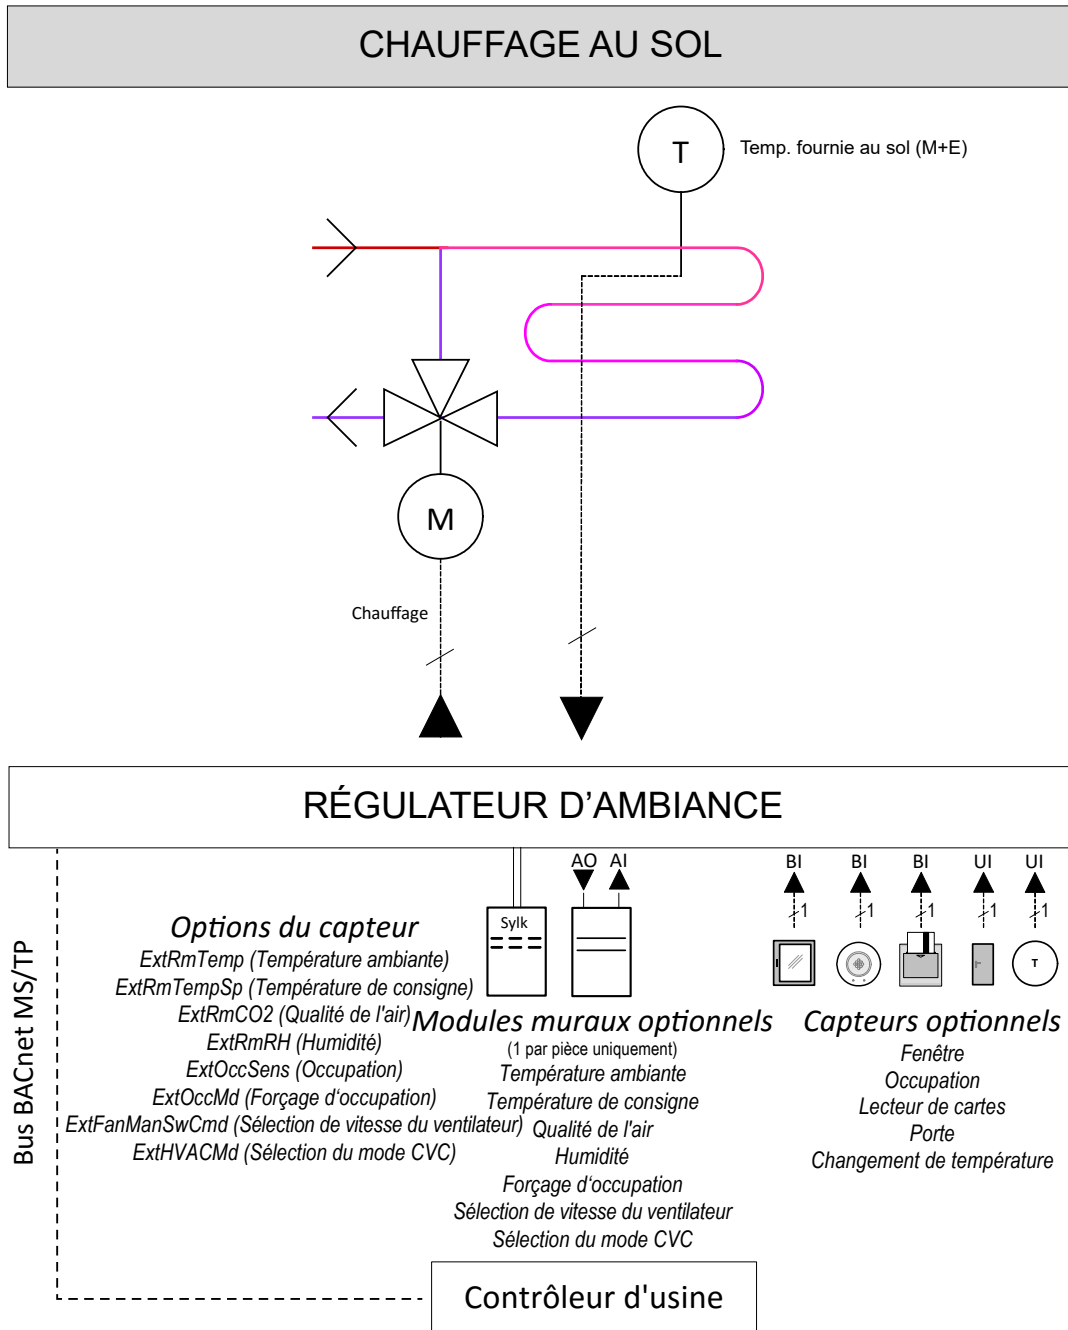 CHAUFFAGE AU SOL
T
Temp. fournie au sol (M+E)
M
Chauffage
RÉGULATEUR D’AMBIANCE
AO AI
BI BI BI UI UI
1 1 1 1 1
Sylk
T
Bus BACnet MS/TP
Options du capteur
ExtRmTemp (Température ambiante)
ExtRmTempSp (Température de consigne)
ExtRmCO2 (Qualité de l'air)
ExtRmRH (Humidité)
ExtOccSens (Occupation)
ExtOccMd (Forçage d‘occupation)
ExtFanManSwCmd (Sélection de vitesse du ventilateur)
ExtHVACMd (Sélection du mode CVC)
Modules muraux optionnels
(1 par pièce uniquement)
Température ambiante
Température de consigne
Qualité de l'air
Humidité
Forçage d‘occupation
Sélection de vitesse du ventilateur
Sélection du mode CVC
Capteurs optionnels
Fenêtre
Occupation
Lecteur de cartes
Porte
Changement de température
Contrôleur d'usine